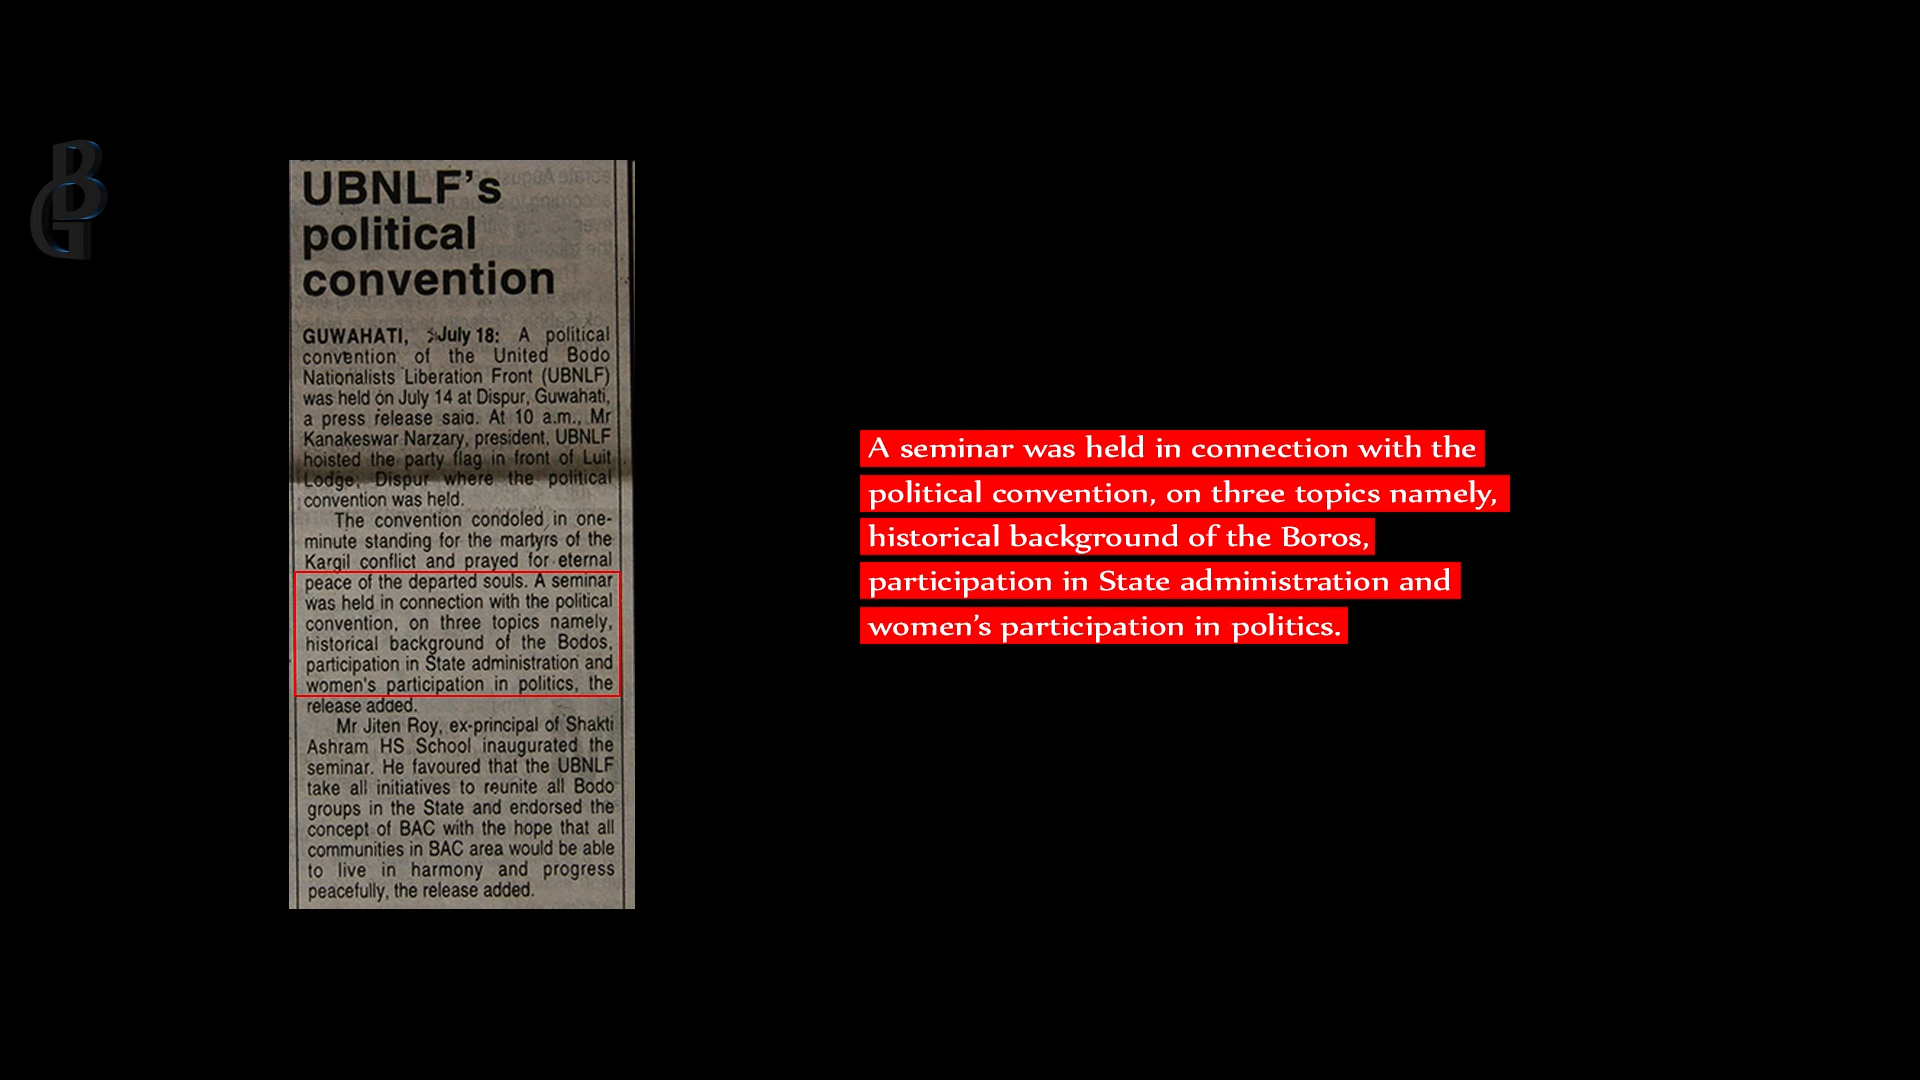 BG
UBNLF's
political
convention
GUWAHATI, July 18: A political
convention of the United Bodo
Nationalists Liberation Front (UBNLF)
was held on July 14 at Dispur, Guwahati,
a press release said. At 10 a.m., Mr
Kanakeswar Narzary, president, UBNLF
hoisted the party flag in front of Luit
Lodge, Dispur where the political
convention was held.
The convention condoled in one-
minute standing for the martyrs of the
Kargil conflict and prayed for eternal
peace of the departed souls. A seminar
was held in connection with the political
convention, on three topics namely,
historical background of the Bodos,
participation in State administration and
women's participation in politics, the
release added.
Mr Jiten Roy, ex-principal of Shakti
Ashram HS School inaugurated the
seminar. He favoured that the UBNLF
take all initiatives to reunite all Bodo
groups in the State and endorsed the
concept of BAC with the hope that all
communities in BAC area would be able
to live in harmony and progress
peacefully, the release added.
A seminar was held in connection with the
political convention, on three topics namely,
historical background of the Boros,
participation in State administration and
women's participation in politics.